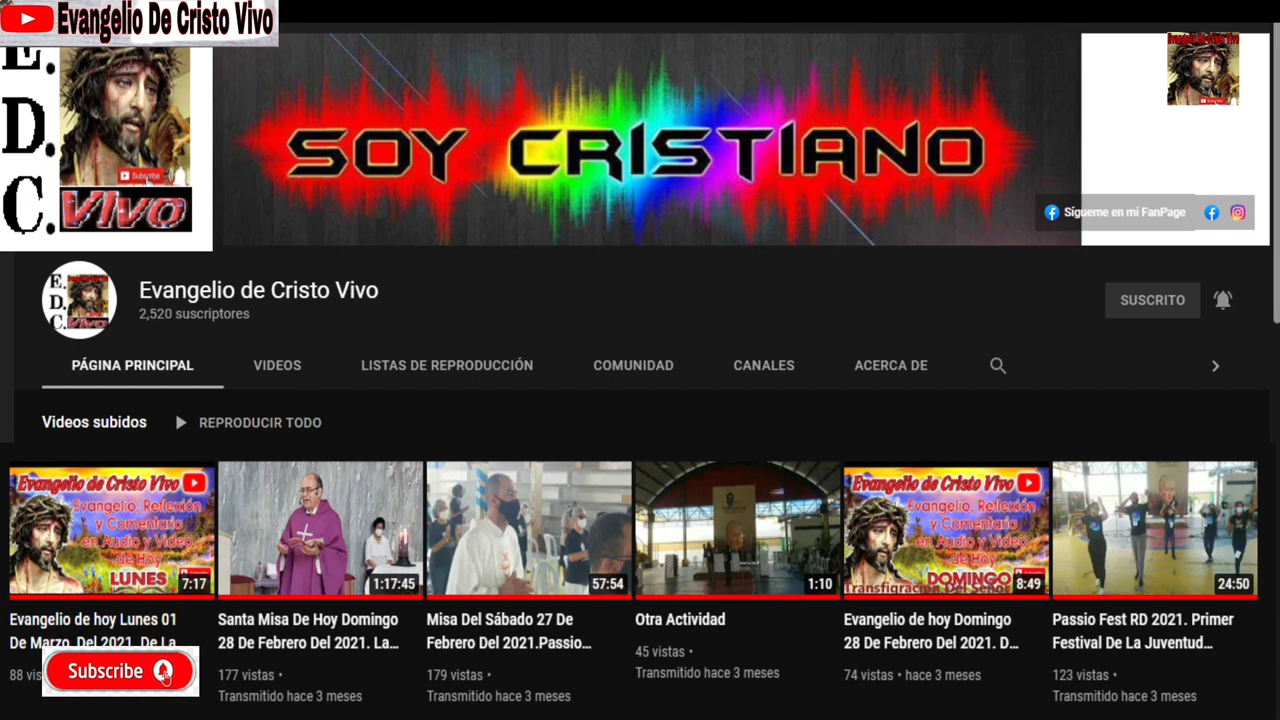 Evangelio De Cristo Vivo
E.
D.
C.
Subscribe
Vivo
SOY CRISTIANO
Evangelio de Cristo Vivo
Sígueme en mi FanPage
E.
D.
C.
Vivo
Evangelio de Cristo Vivo
2,520 suscriptores
SUSCRITO
PÁGINA PRINCIPAL
VIDEOS
LISTAS DE REPRODUCCIÓN
COMUNIDAD
CANALES
ACERCA DE
Videos subidos
REPRODUCIR TODO
Evangelio de Cristo Vivo
Evangelio, Reflexión
y Comentario
en Audio y Video
de Hoy
LUNES
7:17
Evangelio de hoy Lunes 01
De Marzo Del 2021. De La
88 vis
1:17:45
Santa Misa De Hoy Domingo
28 De Febrero Del 2021. La...
177 vistas •
Transmitido hace 3 meses
57:54
Misa Del Sábado 27 De
Febrero Del 2021.Passio...
179 vistas •
Transmitido hace 3 meses
1:10
Otra Actividad
45 vistas •
Transmitido hace 3 meses
Evangelio de Cristo Vivo
Evangelio, Reflexión
y Comentario
en Audio y Video
de Hoy
DOMINGO
Transfigracion Del Señor
8:49
Evangelio de hoy Domingo
28 De Febrero Del 2021. D...
74 vistas • hace 3 meses
24:50
Passio Fest RD 2021. Primer
Festival De La Juventud...
123 vistas •
Transmitido hace 3 meses
Subscribe